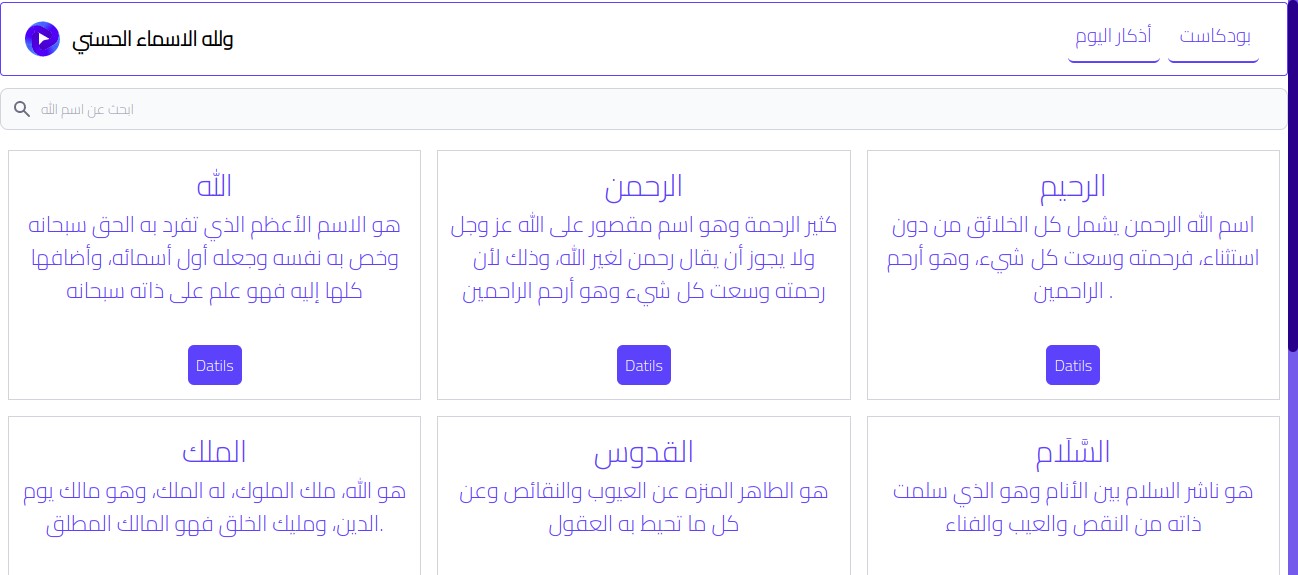 ولله الاسماء الحسني
أذكار اليوم
بودكاست
ابحث عن اسم الله
الله
هو الاسم الأعظم الذي تفرد به الحق سبحانه
وخص به نفسه وجعله أول أسمائه، وأضافها
كلها إليه فهو علم على ذاته سبحانه
Datils
الرحمن
كثير الرحمة وهو اسم مقصور على الله عز وجل
ولا يجوز أن يقال رحمن لغير الله، وذلك لأن
رحمته وسعت كل شيء وهو أرحم الراحمين
Datils
الرحيم
اسم الله الرحمن يشمل كل الخلائق من دون
استثناء، فرحمته وسعت كل شيء، وهو أرحم
الراحمين .
Datils
الملك
هو الله، ملك الملوك، له الملك، وهو مالك يوم
الدين، ومليك الخلق فهو المالك المطلق.
القدوس
هو الطاهر المنزه عن العيوب والنقائص وعن
كل ما تحيط به العقول
السَّلَام
هو ناشر السلام بين الأنام وهو الذي سلمت
ذاته من النقص والعيب والفناء